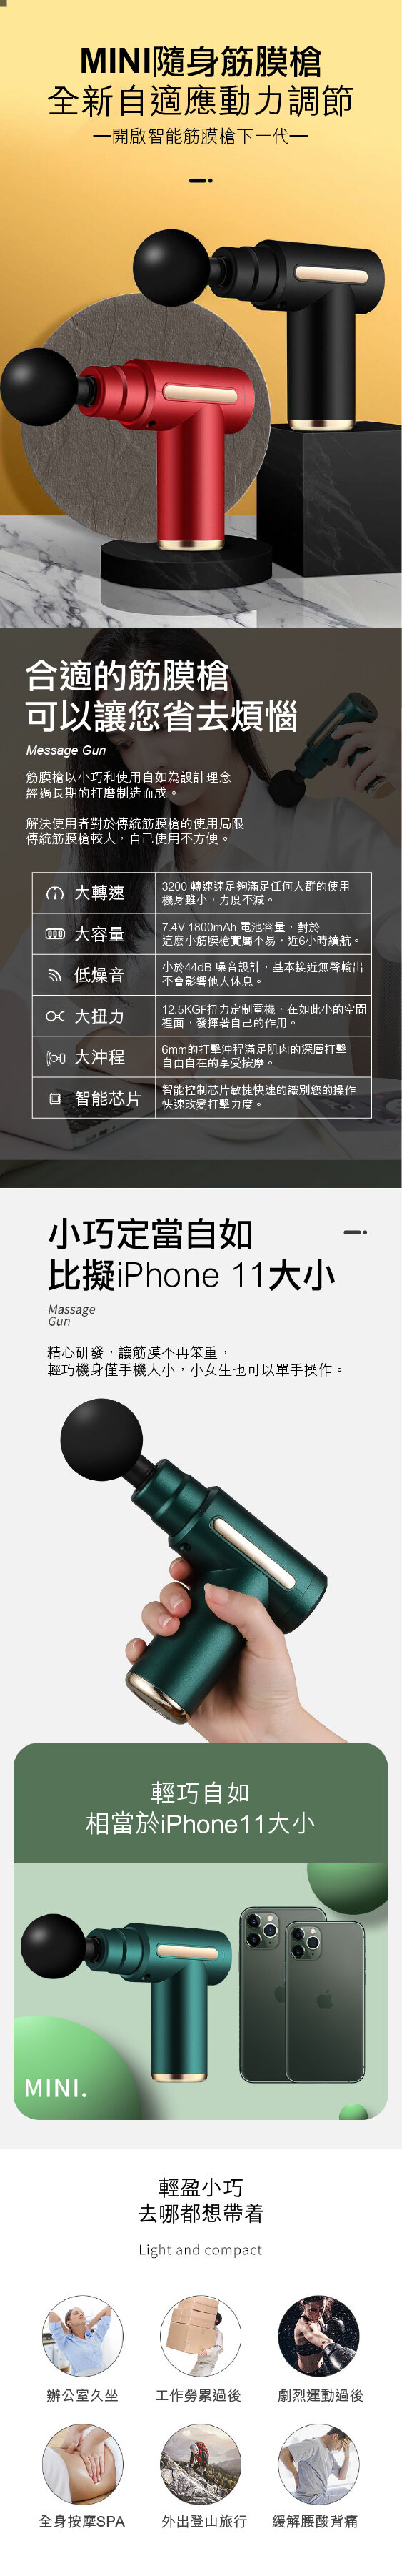 MINI隨身筋膜槍
全新自適應動力調節
一開啟智能筋膜槍下一代一
合適的筋膜槍
可以讓您省去煩惱
Message Gun
筋膜槍以小巧和使用自如為設計理念
經過長期的打磨制造而成。
解決使用者對於傳統筋膜槍的使用局限
傳統筋膜槍較大，自己使用不方便。
大轉速
3200 轉速速足夠滿足任何人群的使用
機身雖小，力度不減。
大容量
7.4V 1800mAh 電池容量，對於
這麼小筋膜槍實屬不易，近6小時續航。
低燥音
小於44dB 噪音設計，基本接近無聲輸出
不會影響他人休息。
大扭力
12.5KGF扭力定制電機，在如此小的空間
裡面，發揮著自己的作用。
大沖程
6mm的打擊沖程滿足肌肉的深層打擊
自由自在的享受按摩。
智能芯片
智能控制芯片敏捷快速的識別您的操作
快速改變打擊力度。
小巧定當自如
比擬iPhone 11大小
Massage
Gun
精心研發，讓筋膜不再笨重，
輕巧機身僅手機大小，小女生也可以單手操作。
輕巧自如
相當於iPhone11大小
MINI.
輕盈小巧
去哪都想帶着
Light and compact
辦公室久坐
工作勞累過後
劇烈運動過後
全身按摩SPA
外出登山旅行
緩解腰酸背痛